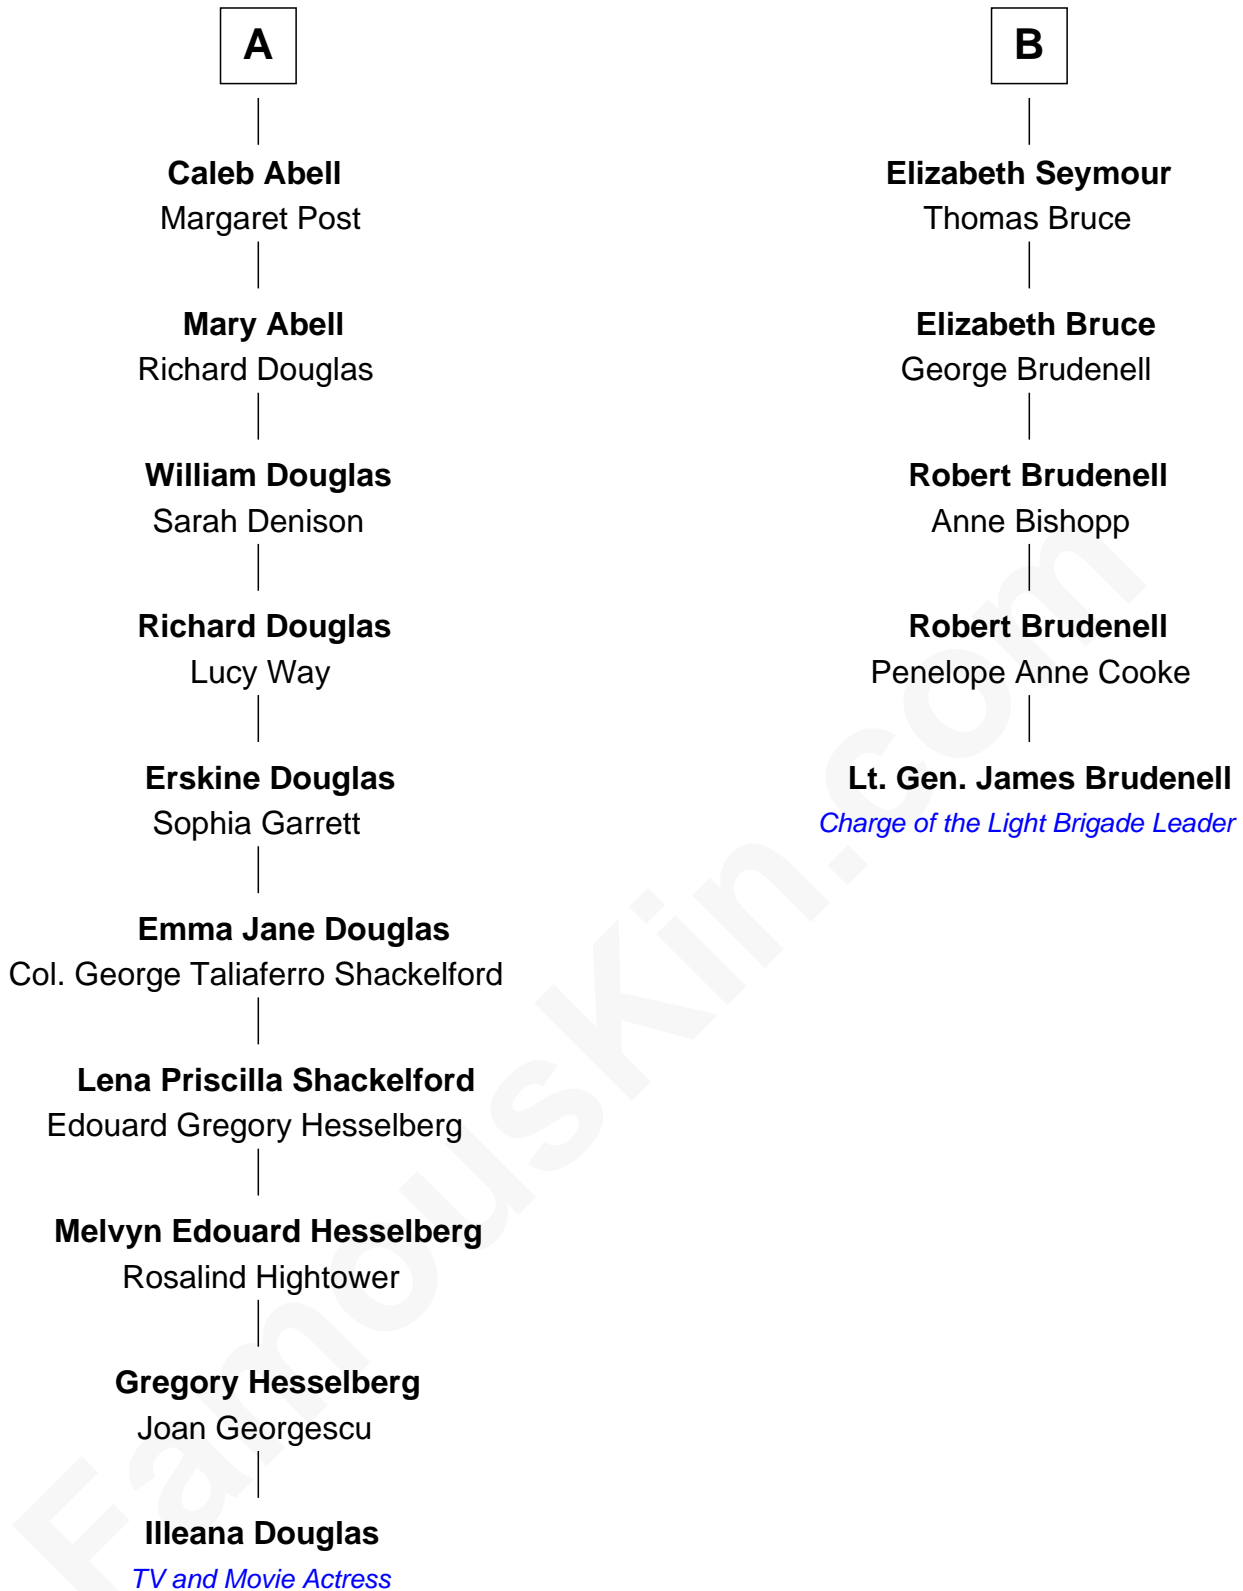 A
Caleb Abell
Margaret Post
Mary Abell
Richard Douglas
William Douglas
Sarah Denison
Richard Douglas
Lucy Way
Erskine Douglas
Sophia Garrett
Emma Jane Douglas
Col. George Taliaferro Shackelford
Lena Priscilla Shackelford
Edouard Gregory Hesselberg
Melvyn Edouard Hesselberg
Rosalind Hightower
Gregory Hesselberg
Joan Georgescu
Illeana Douglas
TV and Movie Actress
B
Elizabeth Seymour
Thomas Bruce
Elizabeth Bruce
George Brudenell
Robert Brudenell
Anne Bishopp
Robert Brudenell
Penelope Anne Cooke
Lt. Gen. James Brudenell
Charge of the Light Brigade Leader
FamousKin.com